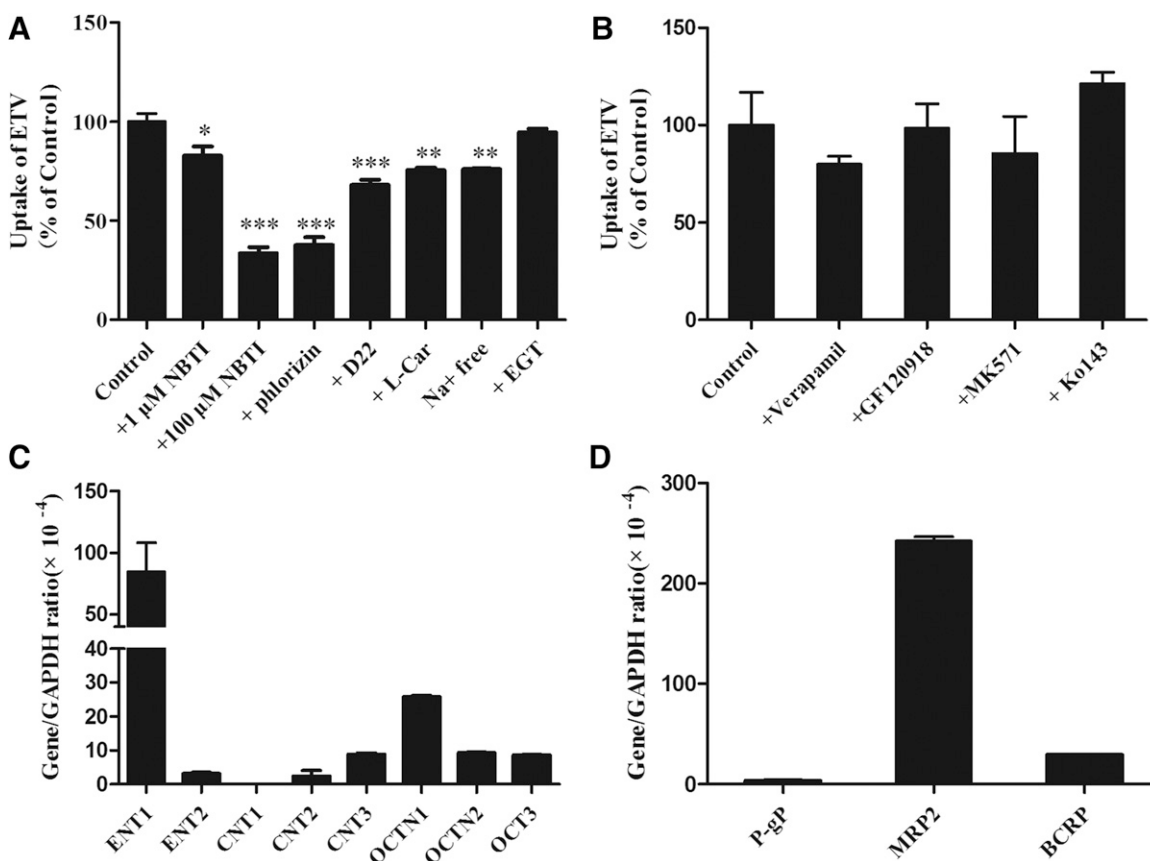 A
Uptake of ETV
(% of Control)
150
100
50
0
*
***
***
***
**
**
Control
+1 µM NBTI
+100 µM NBTI
+ phlorizin
+ D22
+ L-Car
Na+ free
+ EGT
B
Uptake of ETV
(% of Control)
150
100
50
0
Control
+Verapamil
+GF120918
+MK571
+ Ko143
C
Gene/GAPDH ratio(× 10 -4)
150
100
50
40
30
20
10
0
ENT1
ENT2
CNT1
CNT2
CNT3
OCTN1
OCTN2
OCT3
D
Gene/GAPDH ratio(× 10 -4)
300
200
100
0
P-gP
MRP2
BCRP